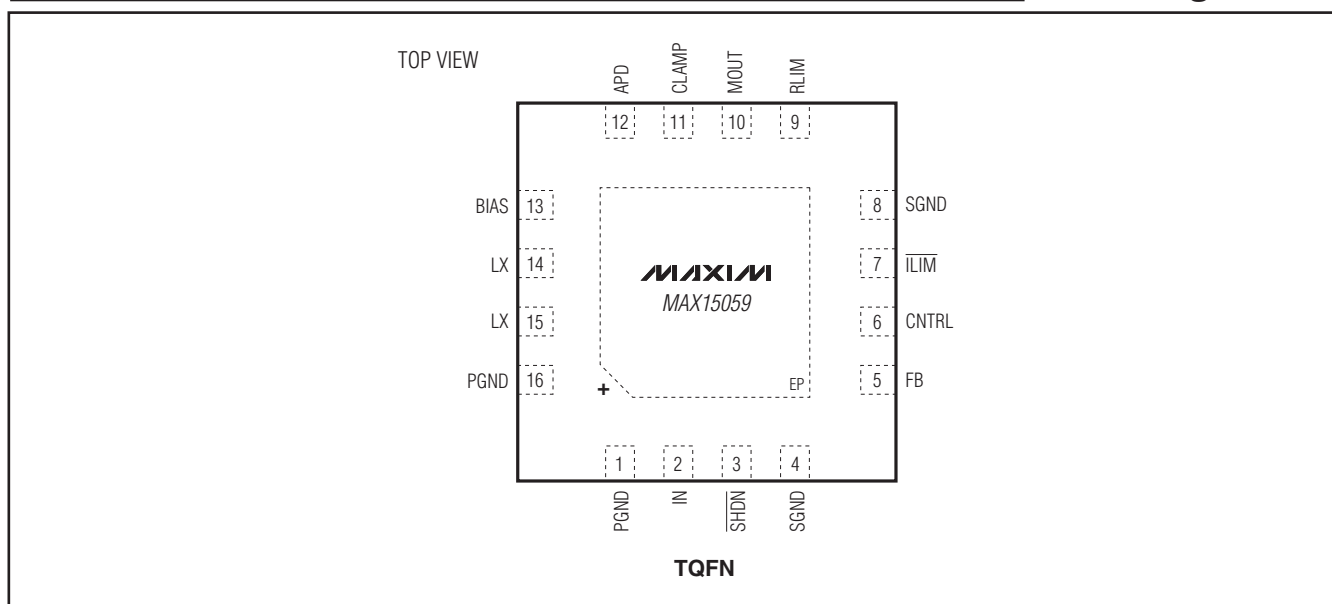 TOP VIEW
APD
CLAMP
MOUT
RLIM
12
11
10
9
BIAS 13
8 SGND
LX 14
7 ILIM
MAXIM
MAX15059
LX 15
6 CNTRL
PGND 16
5 FB
+
EP
1
2
3
4
PGND
IN
SHDN
SGND
TQFN